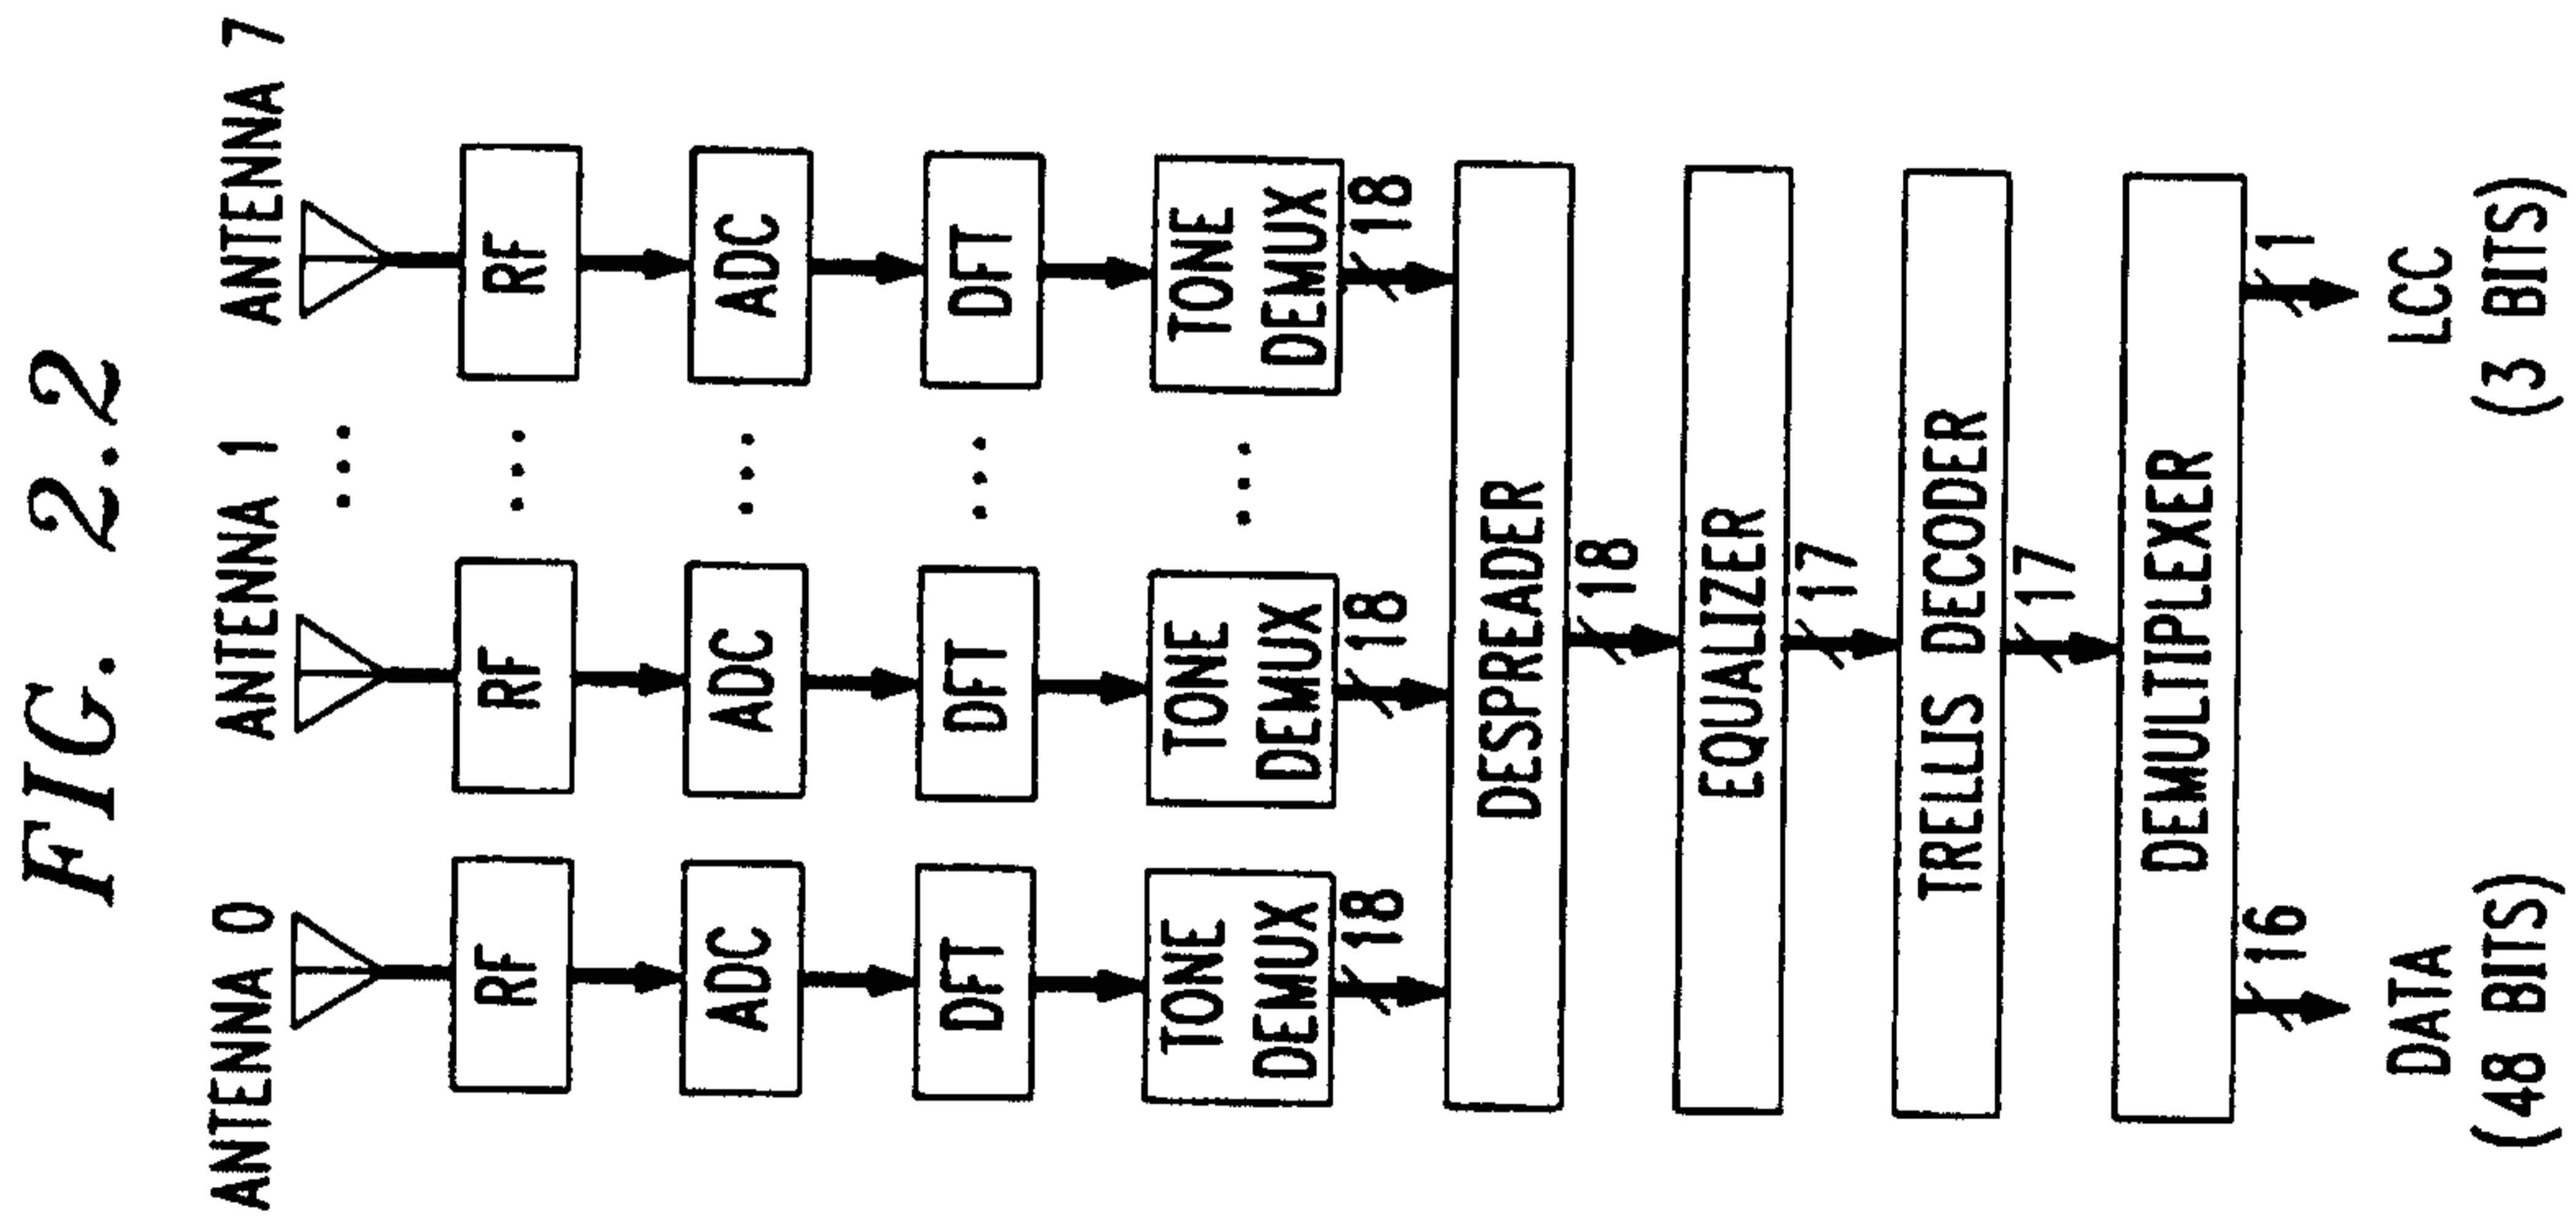 FIG. 2.2
ANTENNA 0 ANTENNA 1 ANTENNA 7
... 
RF RF ... RF
ADC ADC ... ADC
DFT DFT ... DFT
TONE TONE ... TONE
DEMUX DEMUX DEMUX
18 18 18
DESPREADER
18
EQUALIZER
17
TRELLIS DECODER
17
DEMULTIPLEXER
16 1
DATA LCC
(48 BITS) (3 BITS)